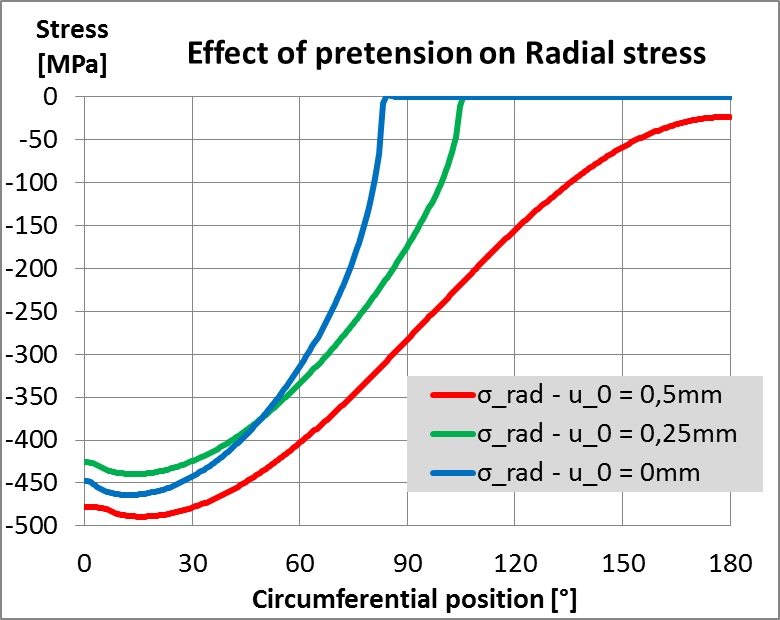 Stress
[MPa]
Effect of pretension on Radial stress
0
-50
-100
-150
-200
-250
-300
-350
-400
-450
-500
σ_rad - u_0 = 0,5mm
σ_rad - u_0 = 0,25mm
σ_rad - u_0 = 0mm
0 30 60 90 120 150 180
Circumferential position [°]